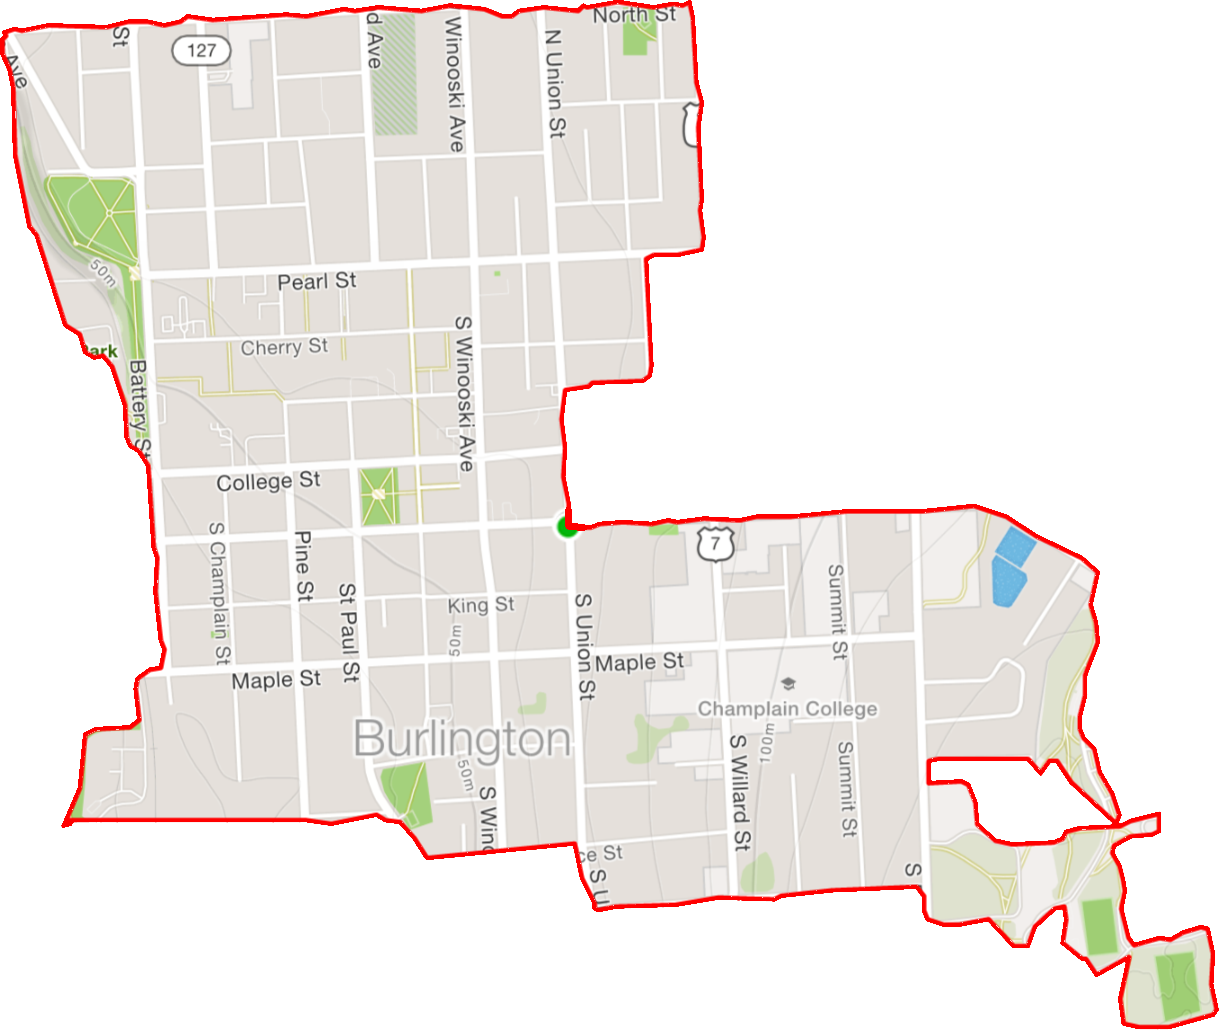 North St
St
127
d Ave
Winooski Ave
N Union St
Ave
50m
Pearl St
Cherry St
S Winooski Ave
ark
Battery St
College St
S Champlain St
Pine St
St Paul St
King St
50m
S Union St
7
Summit St
Maple St
Maple St
Champlain College
Burlington
100m
50m
S Willard St
Summit St
S Wino
ce St
S U
S